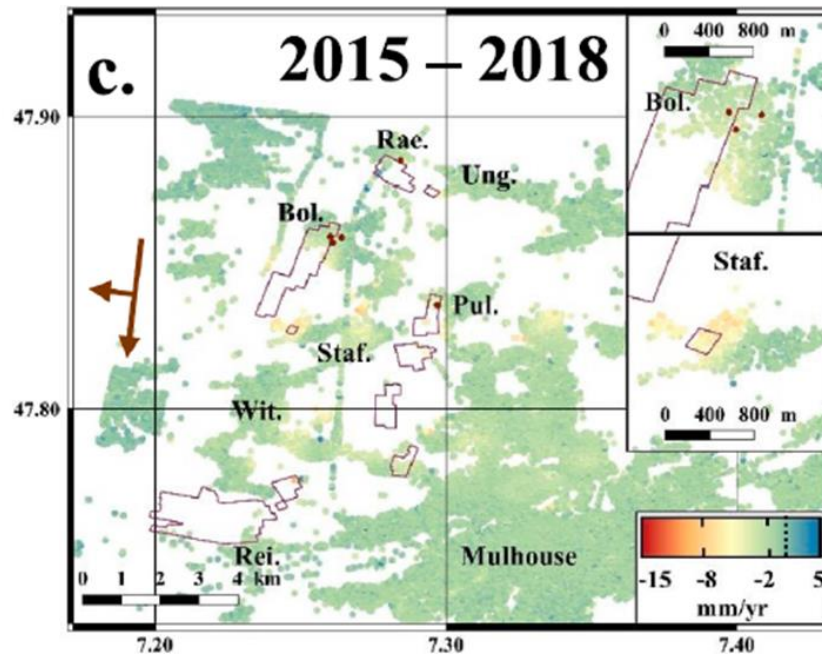 c.
2015 – 2018
0 400 800 m
Bol.
47.90
Rae.
Ung.
Bol.
Staf.
Pul.
Staf.
47.80
Wit.
0 400 800 m
Rei.
Mulhouse
0 1 2 3 4 km
-15 -8 -2 5
mm/yr
7.20 7.30 7.40